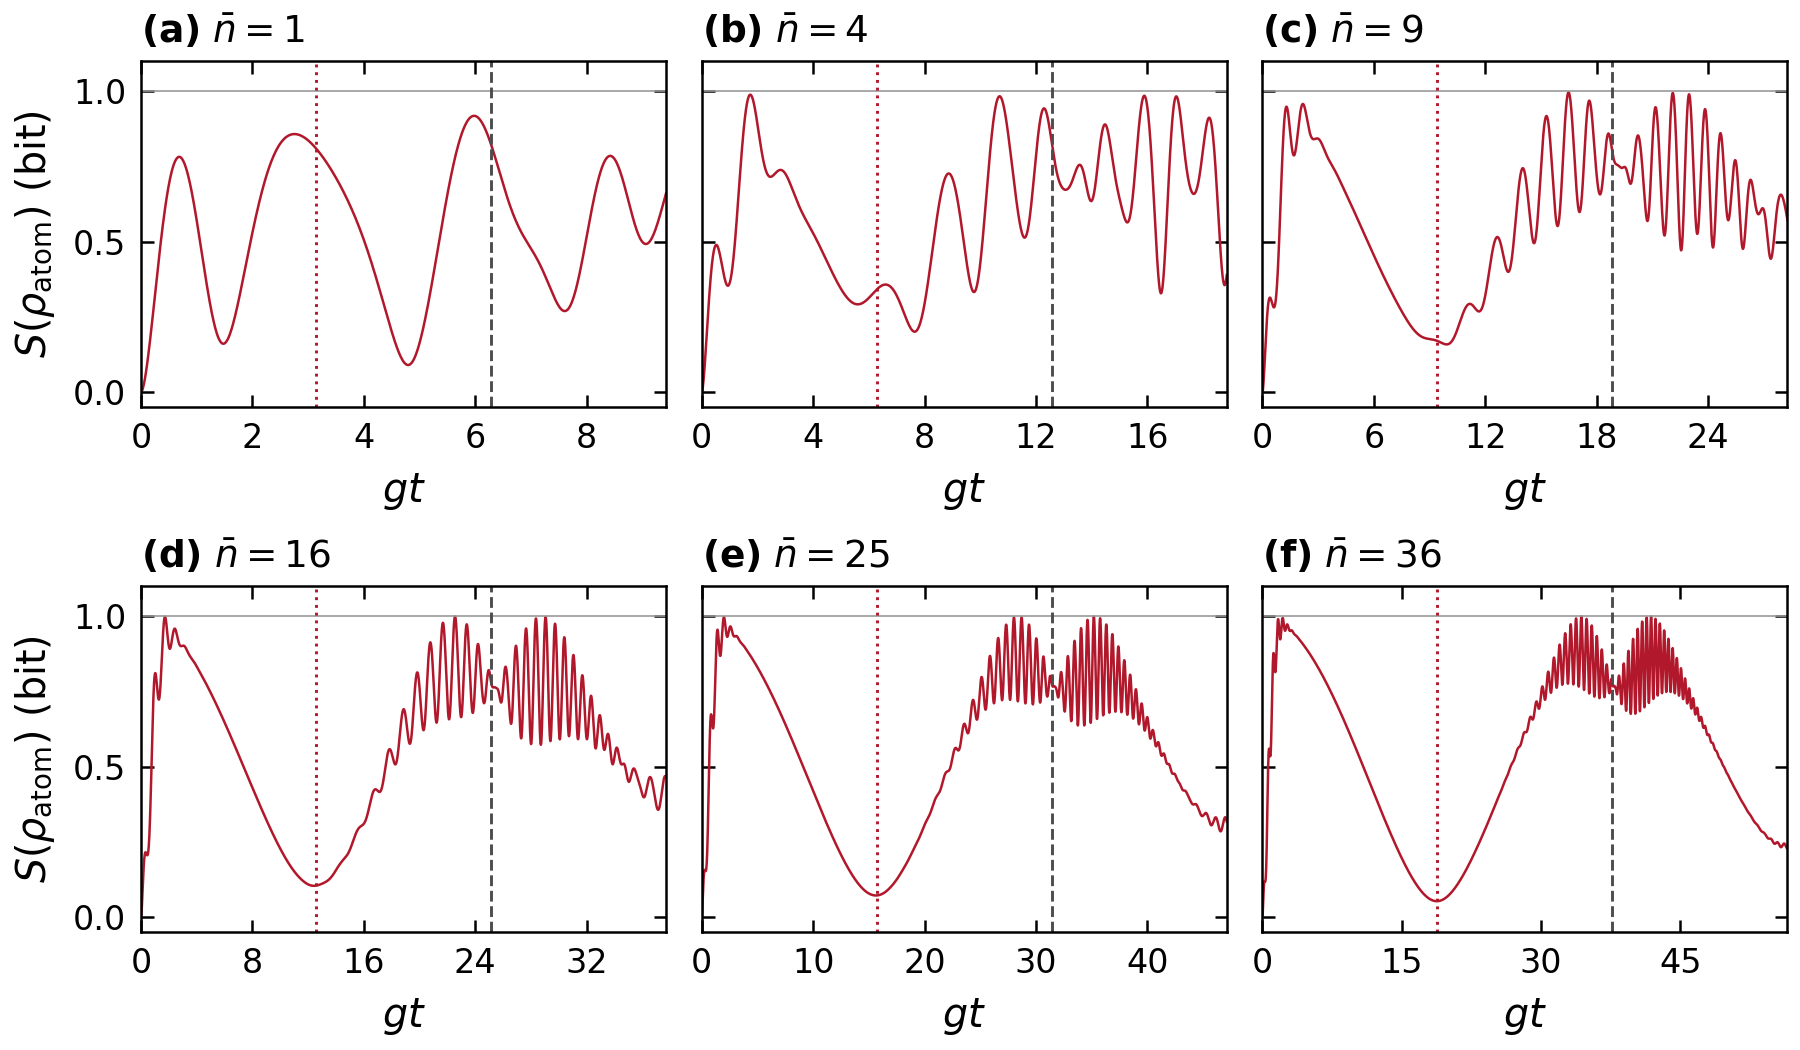 (a) n̄ = 1
(b) n̄ = 4
(c) n̄ = 9
S(ρatom) (bit)
1.0
0.5
0.0
0 2 4 6 8
0 4 8 12 16
0 6 12 18 24
gt
gt
gt
(d) n̄ = 16
(e) n̄ = 25
(f) n̄ = 36
S(ρatom) (bit)
1.0
0.5
0.0
0 8 16 24 32
0 10 20 30 40
0 15 30 45
gt
gt
gt